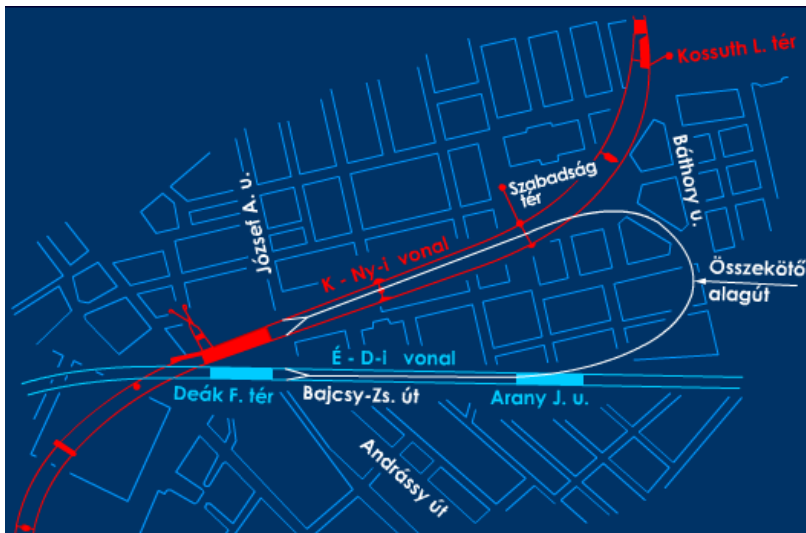 Kossuth L. tér
Báthory u.
Szabadság
tér
József A. u.
K - Ny-i vonal
Összekötő
alagút
É - D-i vonal
Deák F. tér
Bajcsy-Zs. út
Arany J. u.
Andrássy út